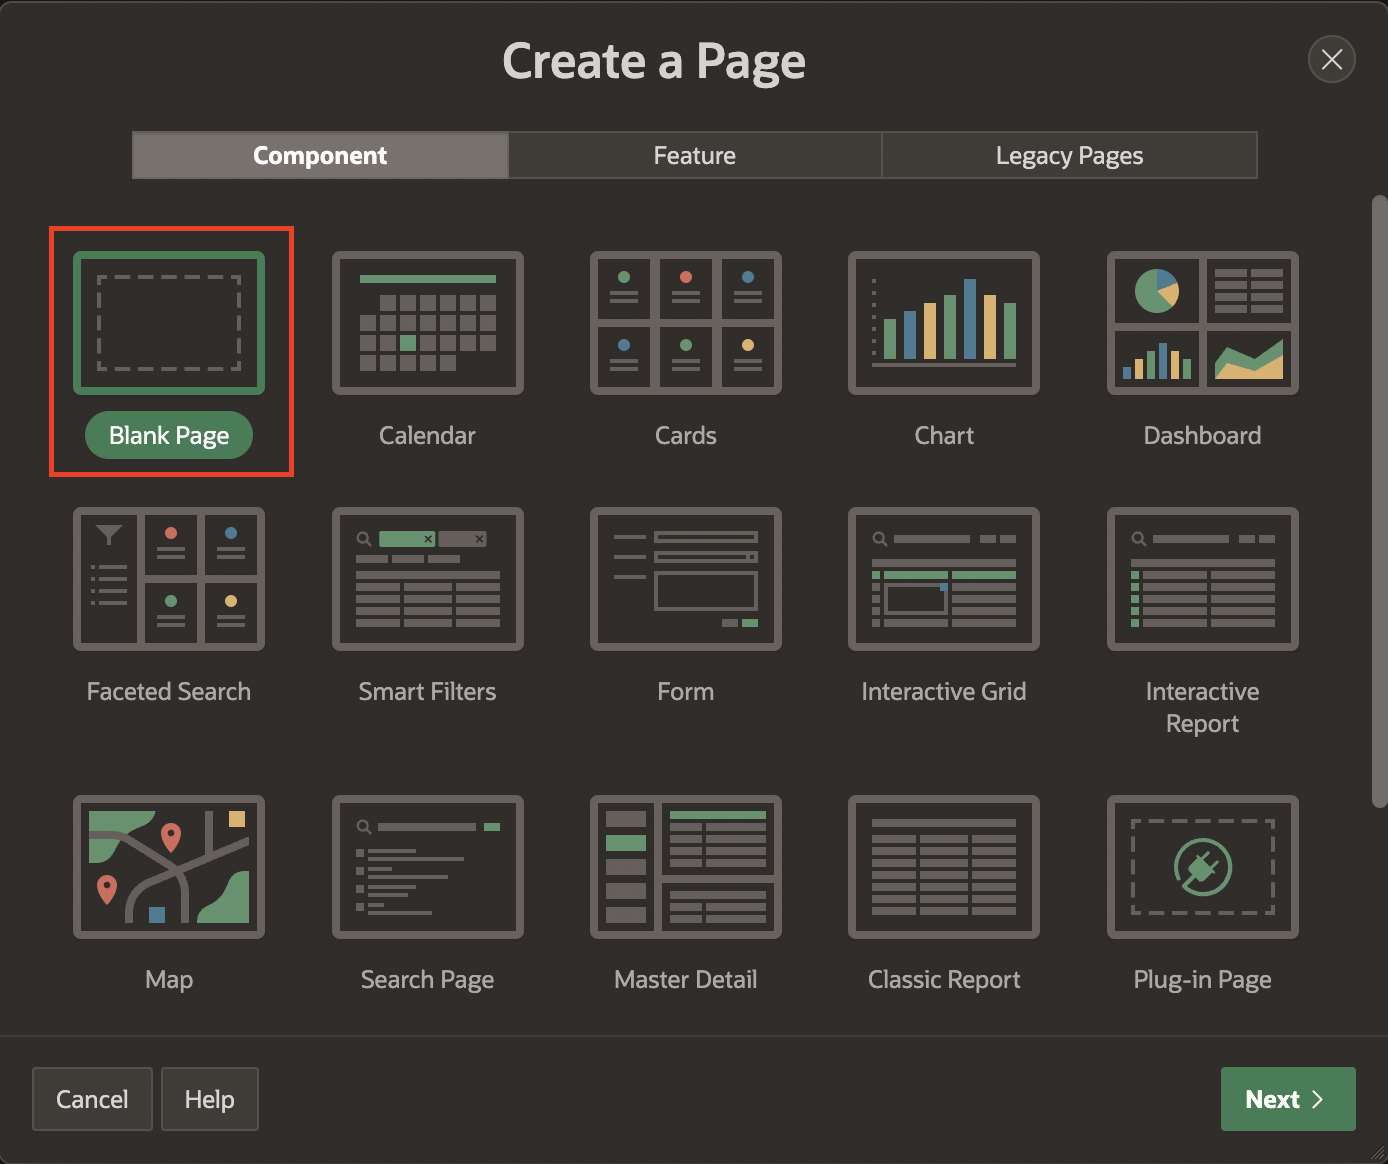 Create a Page
Component
Feature
Legacy Pages
Blank Page
Calendar
Cards
Chart
Dashboard
Faceted Search
Smart Filters
Form
Interactive Grid
Interactive
Report
Map
Search Page
Master Detail
Classic Report
Plug-in Page
Cancel
Help
Next